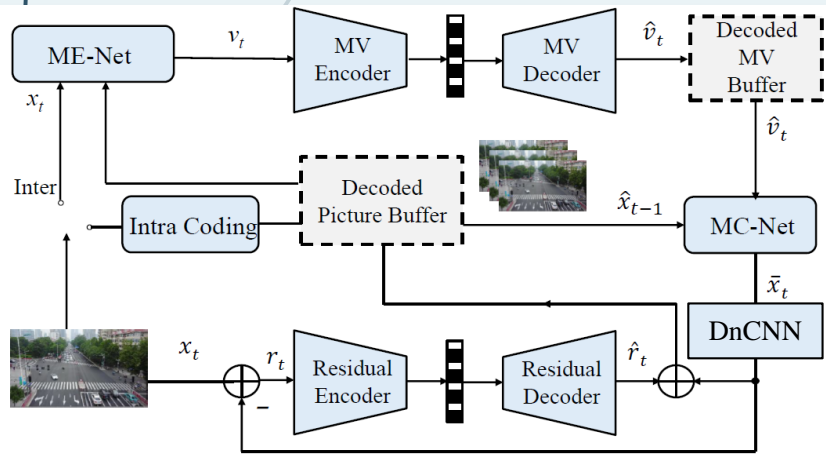 ME-Net
v_t
MV
Encoder
MV
Decoder
v̂_t
Decoded
MV
Buffer
x_t
v̂_t
Inter
Intra Coding
Decoded
Picture Buffer
x̂_{t−1}
MC-Net
x̄_t
DnCNN
x_t
r_t
Residual
Encoder
Residual
Decoder
r̂_t
−